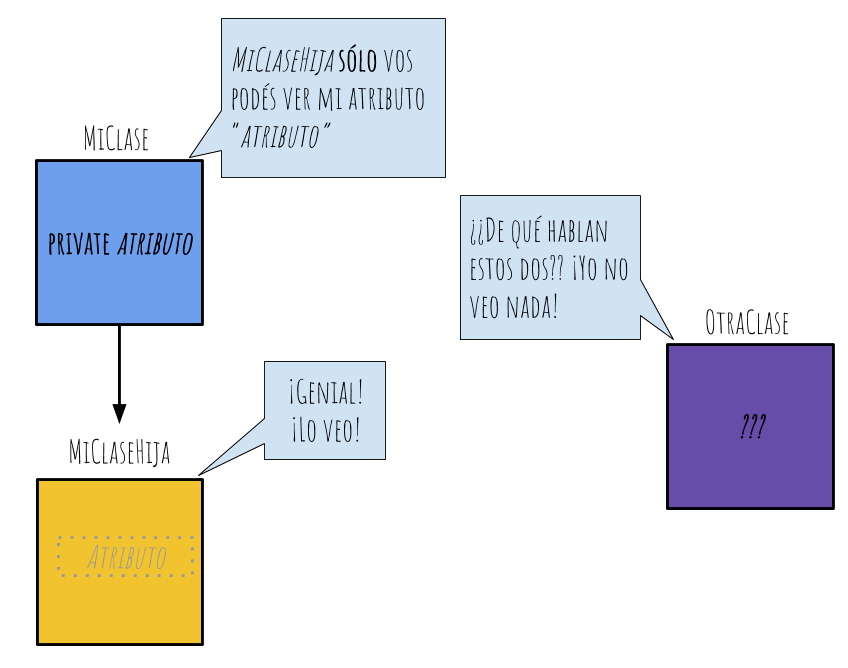 MiClaseHija sólo vos
podés ver mi atributo
"atributo"
MiClase
private atributo
¿¿De qué hablan
estos dos?? ¡Yo no
veo nada!
OtraClase
???
¡Genial!
¡Lo veo!
MiClaseHija
Atributo